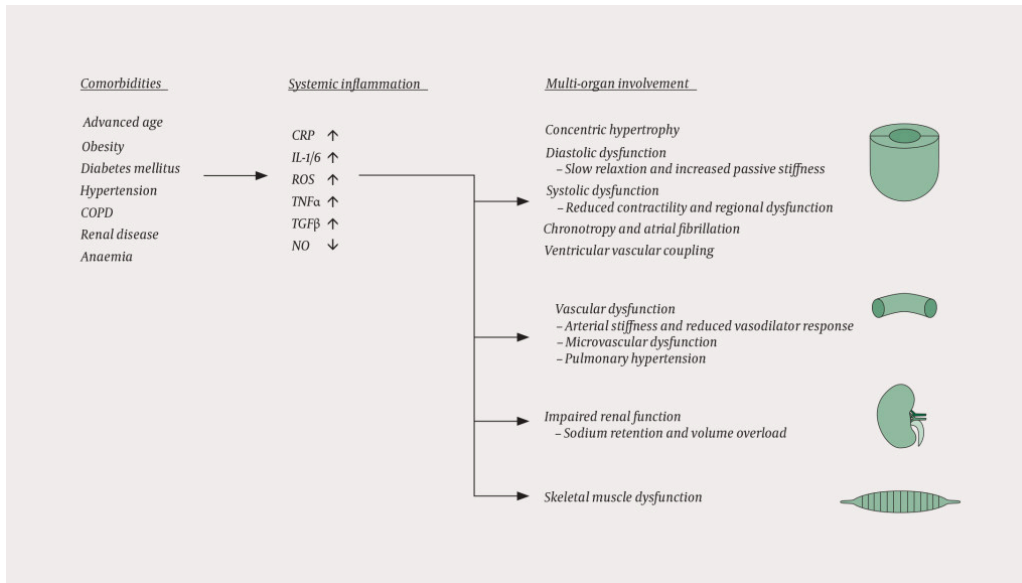 Comorbidities
Advanced age
Obesity
Diabetes mellitus
Hypertension
COPD
Renal disease
Anaemia
Systemic inflammation
CRP ↑
IL-1/6 ↑
ROS ↑
TNFα ↑
TGFβ ↑
NO ↓
Multi-organ involvement
Concentric hypertrophy
Diastolic dysfunction
– Slow relaxtion and increased passive stiffness
Systolic dysfunction
– Reduced contractility and regional dysfunction
Chronotropy and atrial fibrillation
Ventricular vascular coupling
Vascular dysfunction
– Arterial stiffness and reduced vasodilator response
– Microvascular dysfunction
– Pulmonary hypertension
Impaired renal function
– Sodium retention and volume overload
Skeletal muscle dysfunction